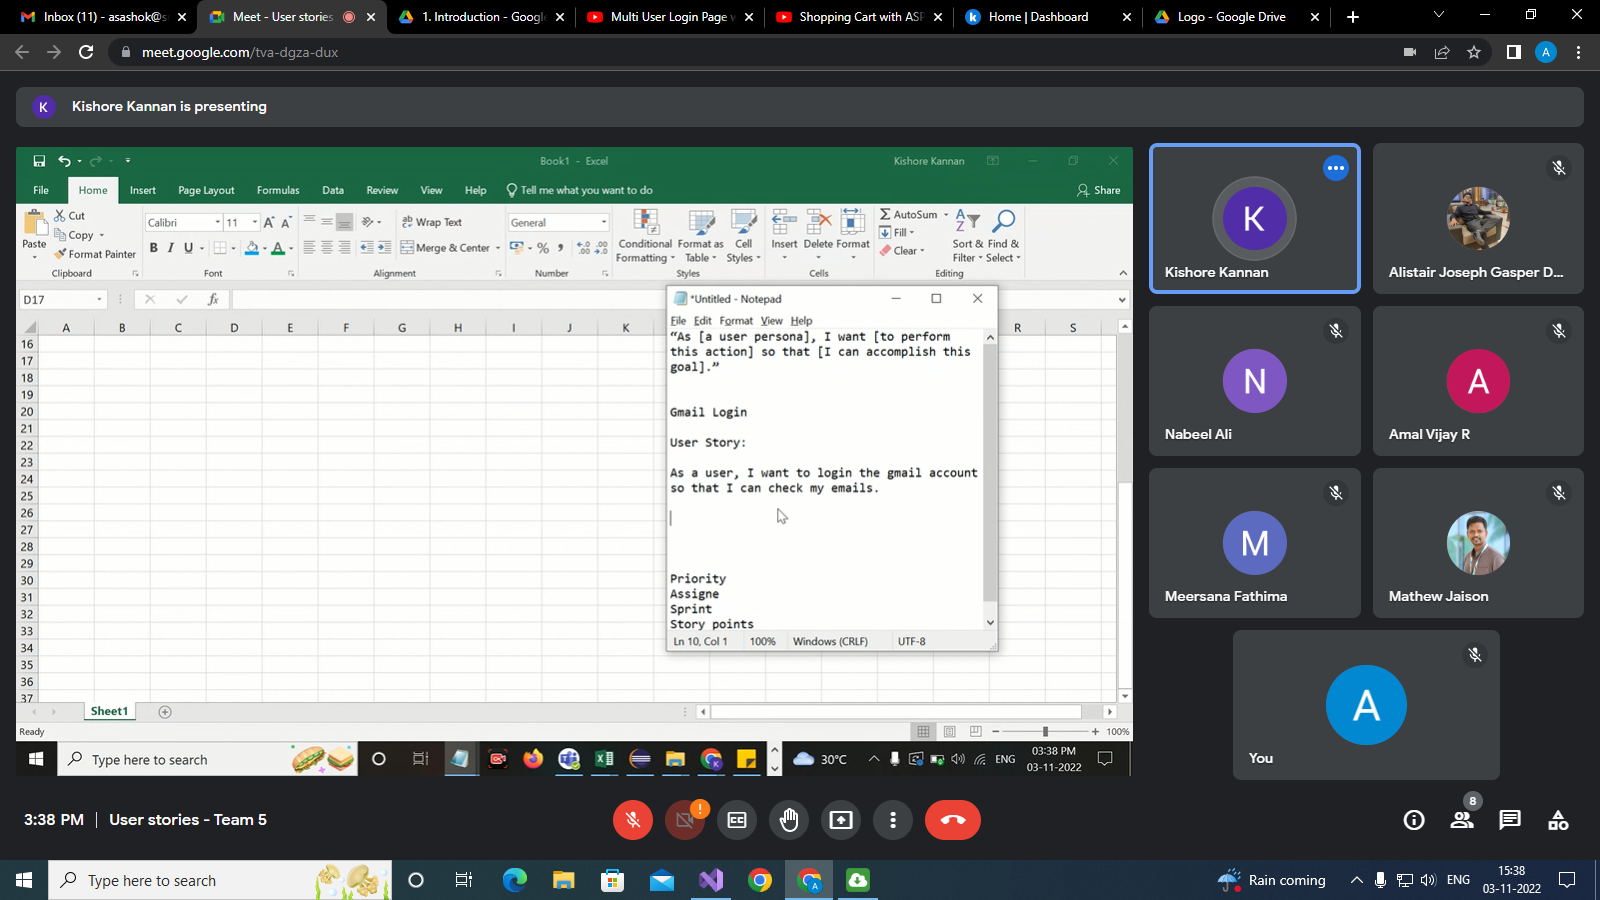 Inbox (11) - asashok@s
Meet - User stories
1. Introduction - Google
Multi User Login Page w
Shopping Cart with ASP
Home | Dashboard
Logo - Google Drive
meet.google.com/tva-dgza-dux
A
K
Kishore Kannan is presenting
Book1 - Excel
Kishore Kannan
File
Home
Insert
Page Layout
Formulas
Data
Review
View
Help
Tell me what you want to do
Share
Paste
Cut
Copy
Format Painter
Clipboard
Calibri
11
B I U
Font
Wrap Text
Merge & Center
Alignment
General
Number
Conditional Formatting
Format as Table
Cell Styles
Styles
Insert
Delete
Format
Cells
AutoSum
Fill
Clear
Sort & Filter
Find & Select
Editing
D17
fx
A B C D E F G H I J K R S
16
17
18
19
20
21
22
23
24
25
26
27
28
29
30
31
32
33
34
35
36
37
*Untitled - Notepad
File Edit Format View Help
“As [a user persona], I want [to perform
this action] so that [I can accomplish this
goal].”
Gmail Login
User Story:
As a user, I want to login the gmail account
so that I can check my emails.
Priority
Assigne
Sprint
Story points
Ln 10, Col 1
100%
Windows (CRLF)
UTF-8
Sheet1
Ready
100%
Type here to search
30°C
ENG
03:38 PM
03-11-2022
K
Kishore Kannan
Alistair Joseph Gasper D...
N
Nabeel Ali
A
Amal Vijay R
M
Meersana Fathima
Mathew Jaison
A
You
3:38 PM | User stories - Team 5
8
Type here to search
Rain coming
ENG
15:38
03-11-2022